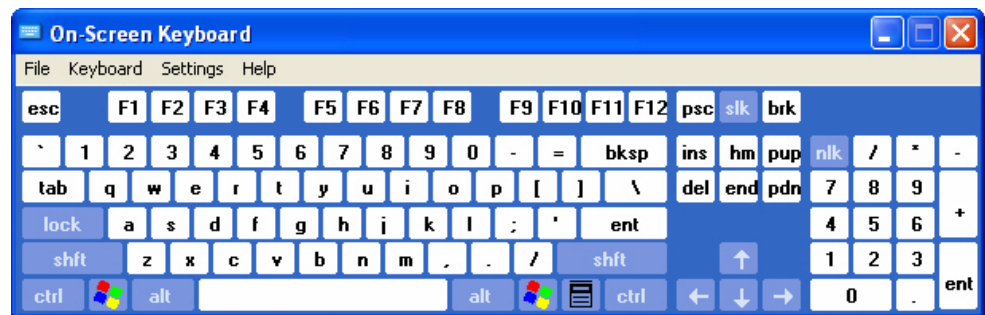 On-Screen Keyboard
File Keyboard Settings Help
esc F1 F2 F3 F4 F5 F6 F7 F8 F9 F10 F11 F12 psc slk brk
` 1 2 3 4 5 6 7 8 9 0 - = bksp ins hm pup nlk / * -
tab q w e r t y u i o p [ ] \ del end pdn 7 8 9 +
lock a s d f g h j k l ; ' ent 4 5 6
shft z x c v b n m , . / shft ↑ 1 2 3 ent
ctrl alt alt ctrl ← ↓ → 0 .